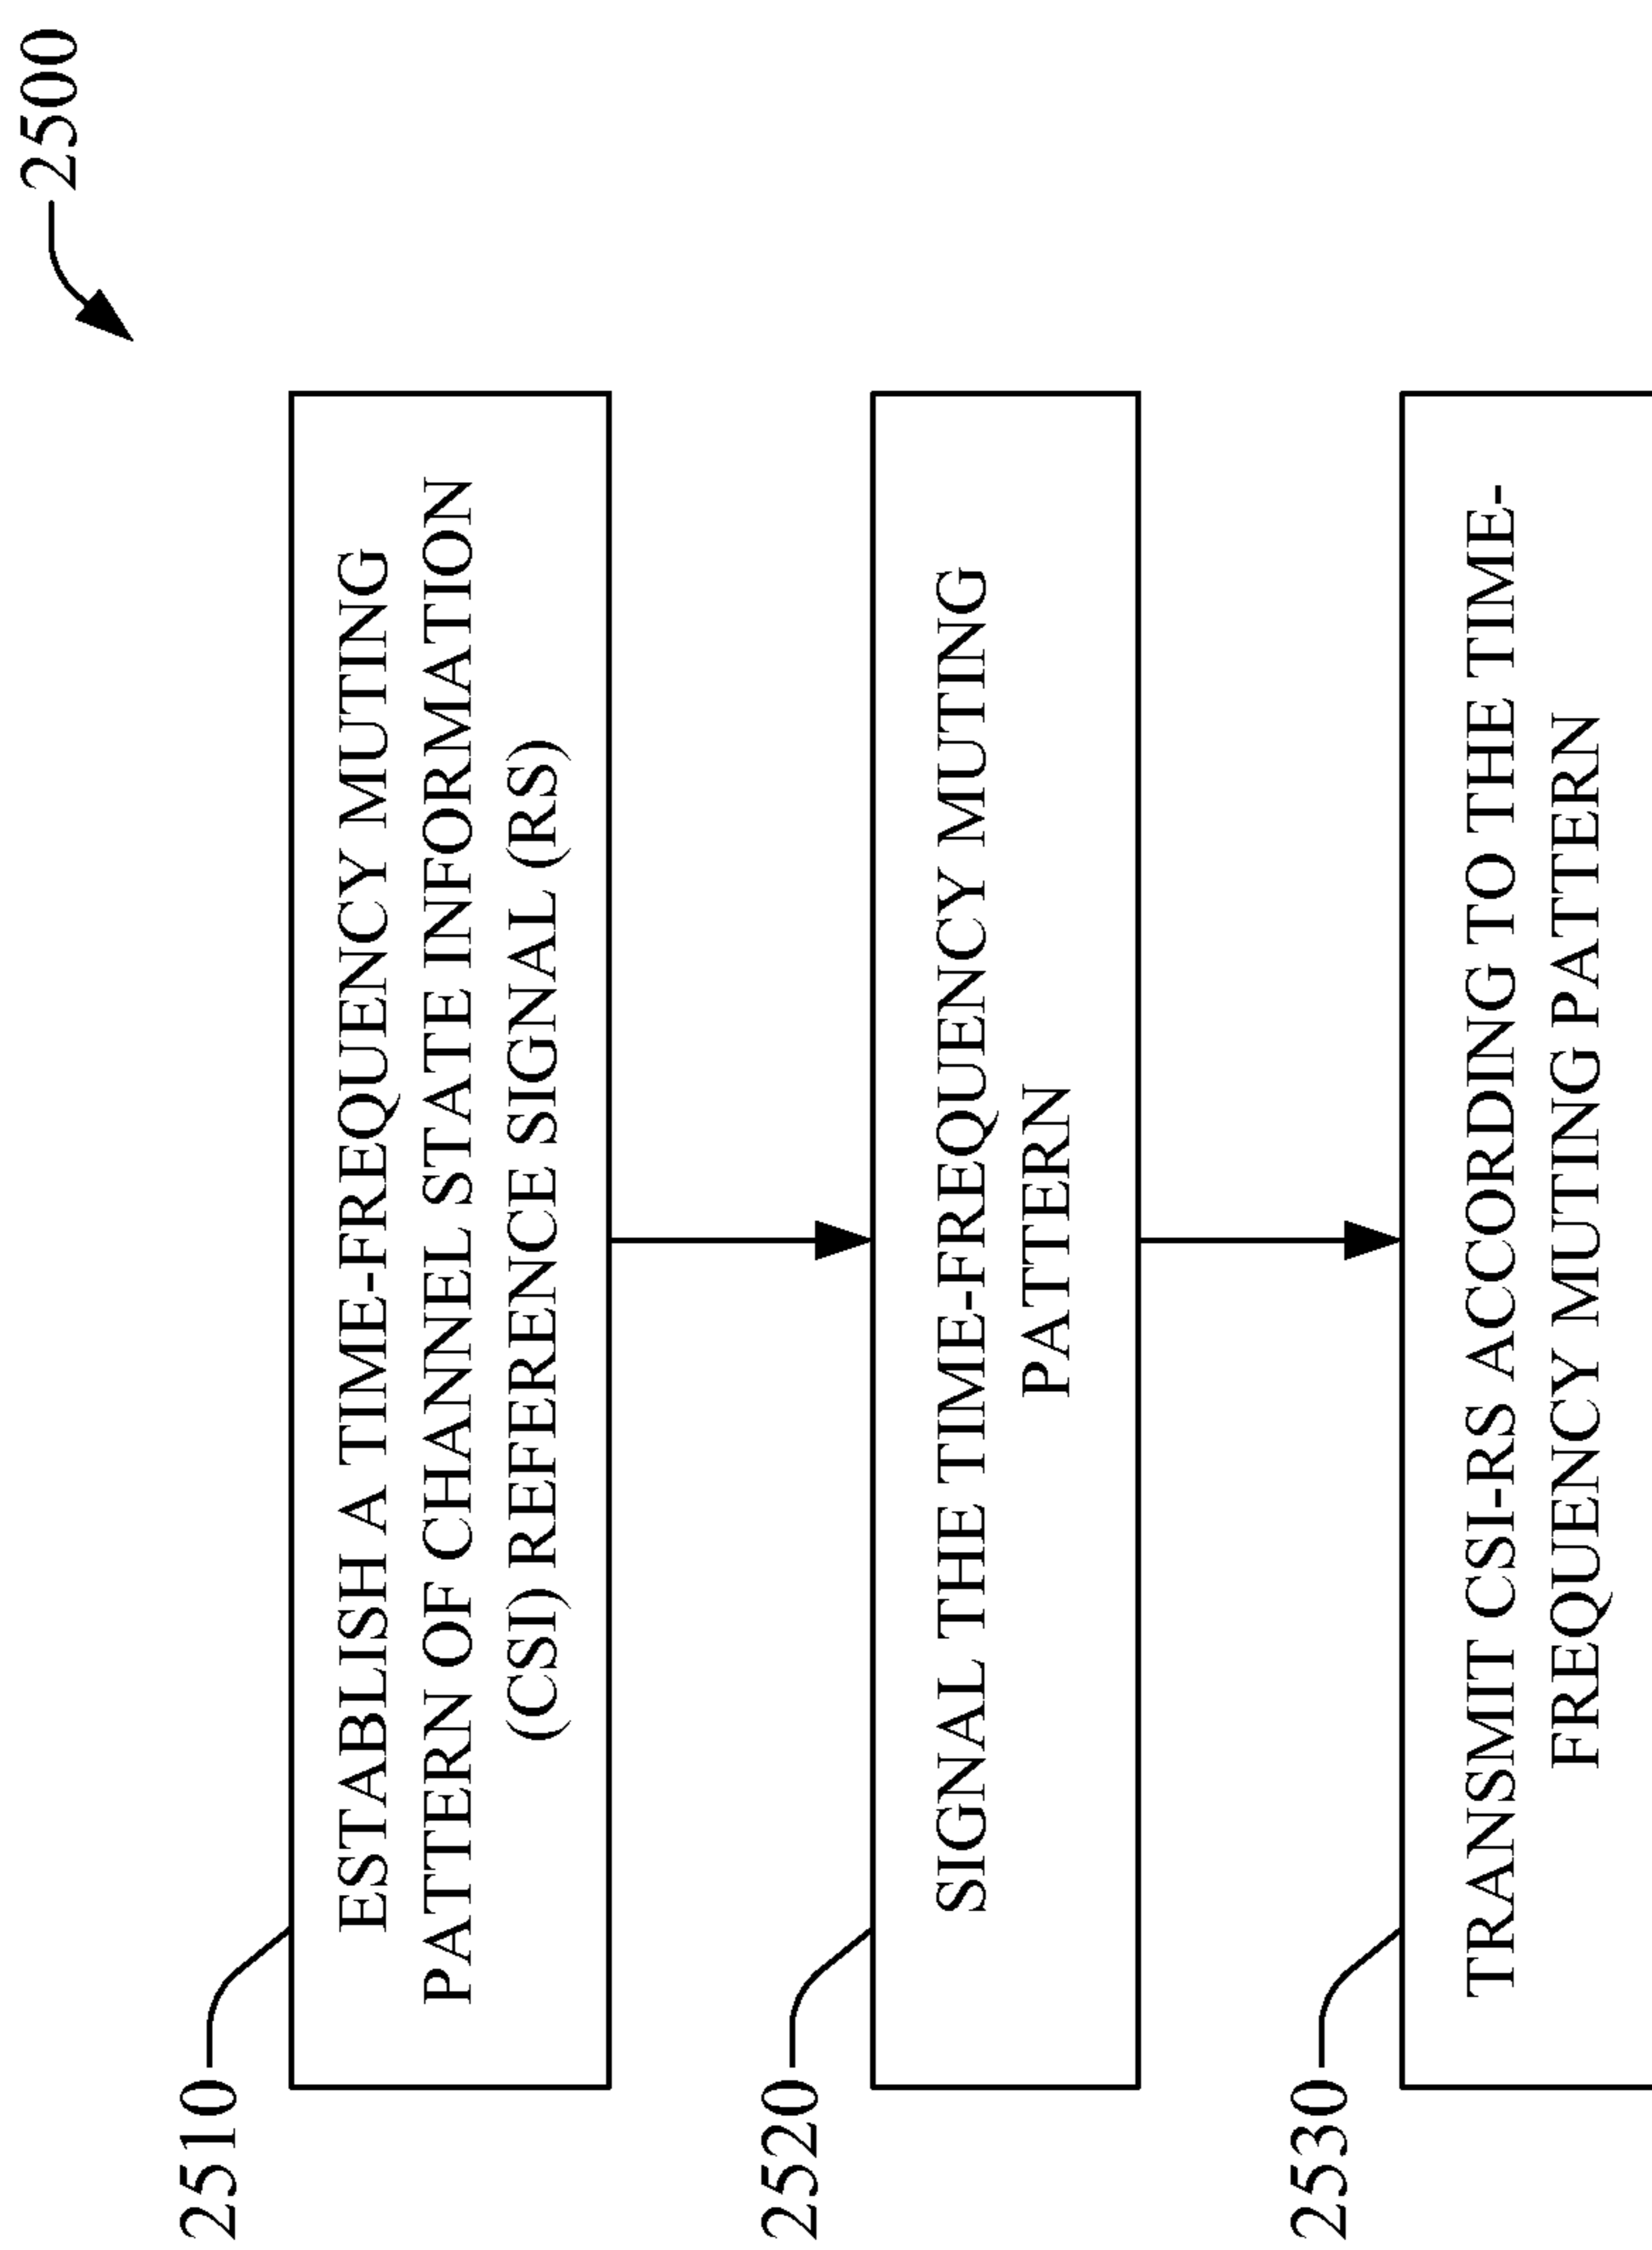 2500
2510
ESTABLISH A TIME-FREQUENCY MUTING
PATTERN OF CHANNEL STATE INFORMATION
(CSI) REFERENCE SIGNAL (RS)
2520
SIGNAL THE TIME-FREQUENCY MUTING
PATTERN
2530
TRANSMIT CSI-RS ACCORDING TO THE TIME-
FREQUENCY MUTING PATTERN